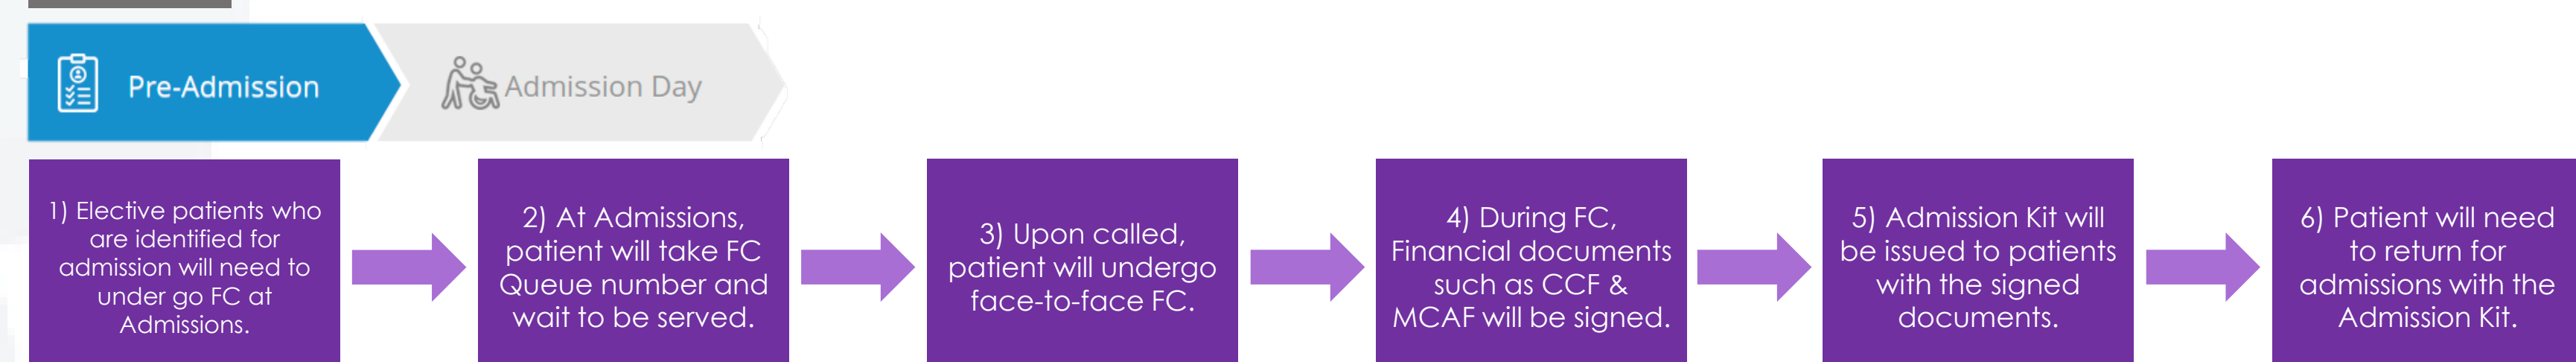 Pre-Admission
Admission Day
1) Elective patients who
are identified for
admission will need to
under go FC at
Admissions.
2) At Admissions,
patient will take FC
Queue number and
wait to be served.
3) Upon called,
patient will undergo
face-to-face FC.
4) During FC,
Financial documents
such as CCF &
MCAF will be signed.
5) Admission Kit will
be issued to patients
with the signed
documents.
6) Patient will need
to return for
admissions with the
Admission Kit.